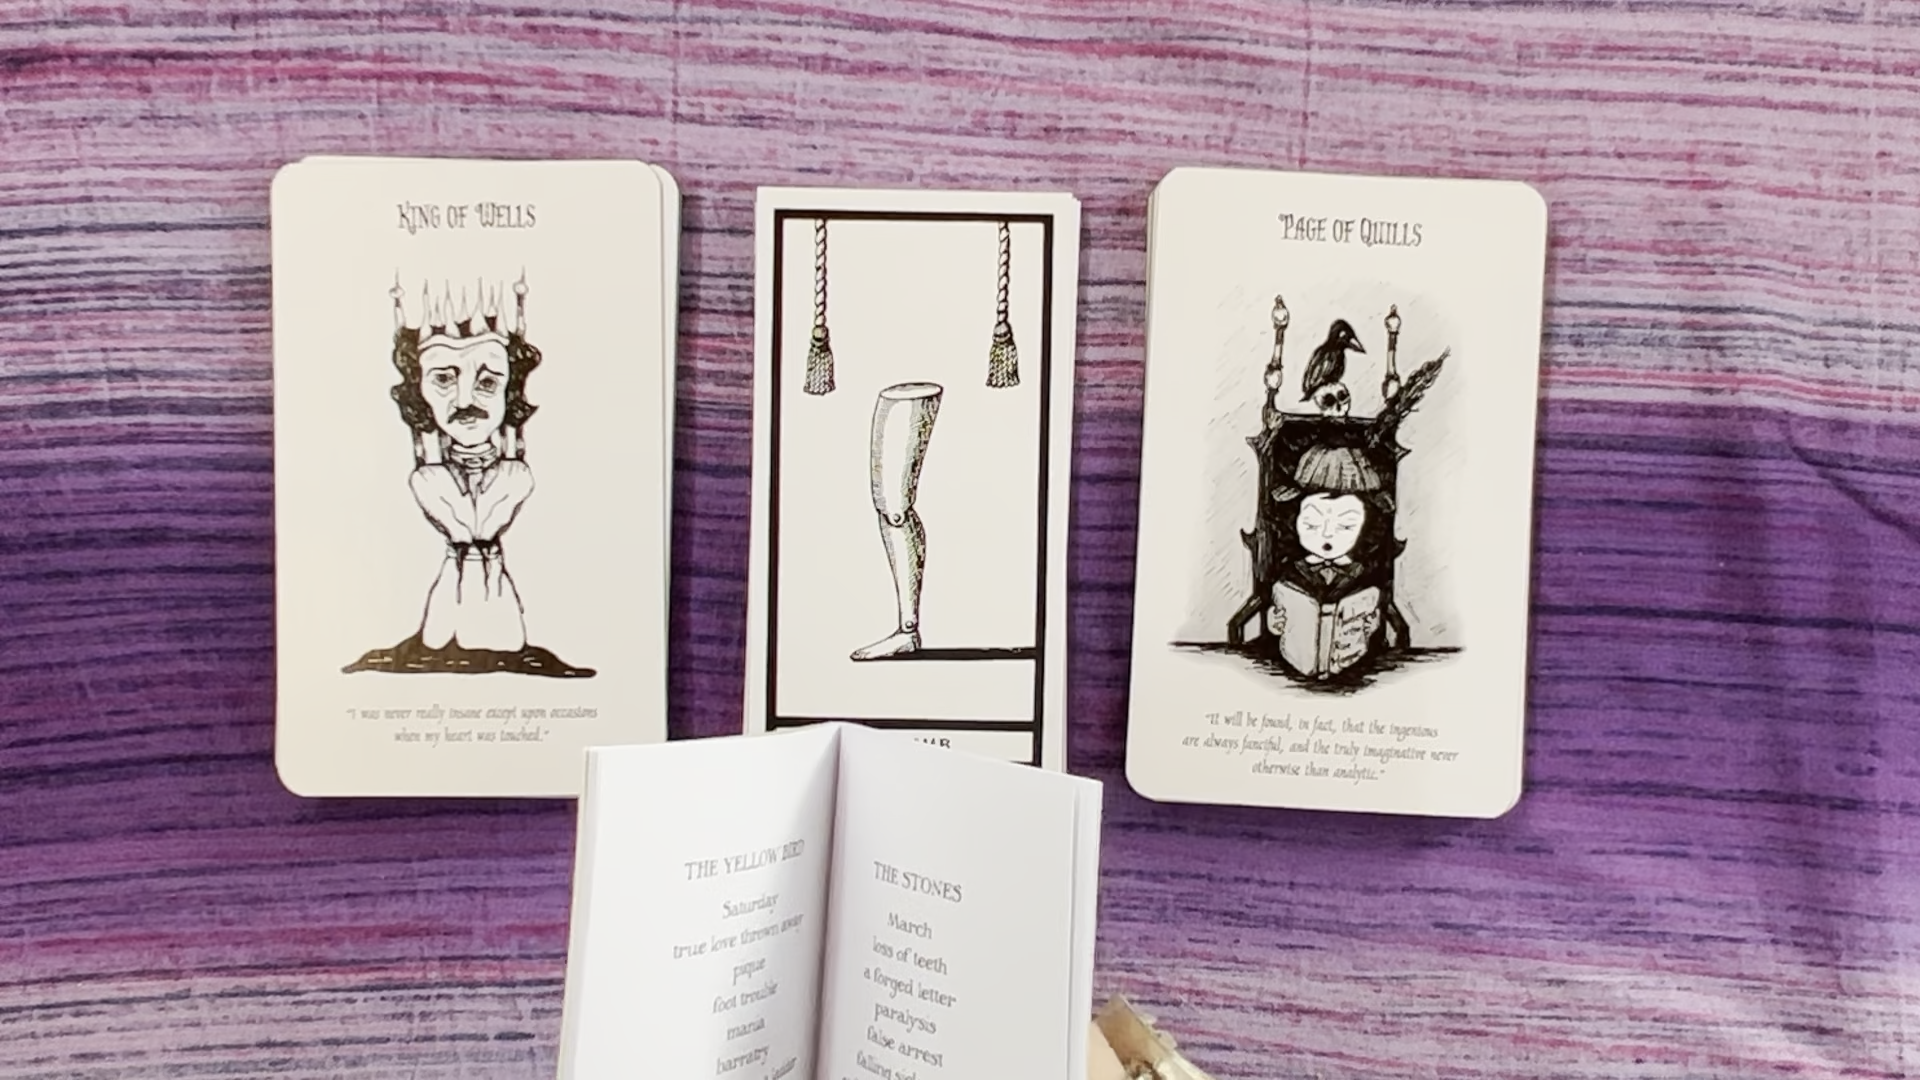 KING OF WELLS
"I was never really insane except upon occasions
when my heart was touched."
PAGE OF QUILLS
"It will be found, in fact, that the ingenious
are always fanciful, and the truly imaginative never
otherwise than analytic."
THE YELLOW BIRD
Saturday
true love thrown away
pique
foot trouble
mania
barratry
THE STONES
March
loss of teeth
a forged letter
paralysis
false arrest
falling